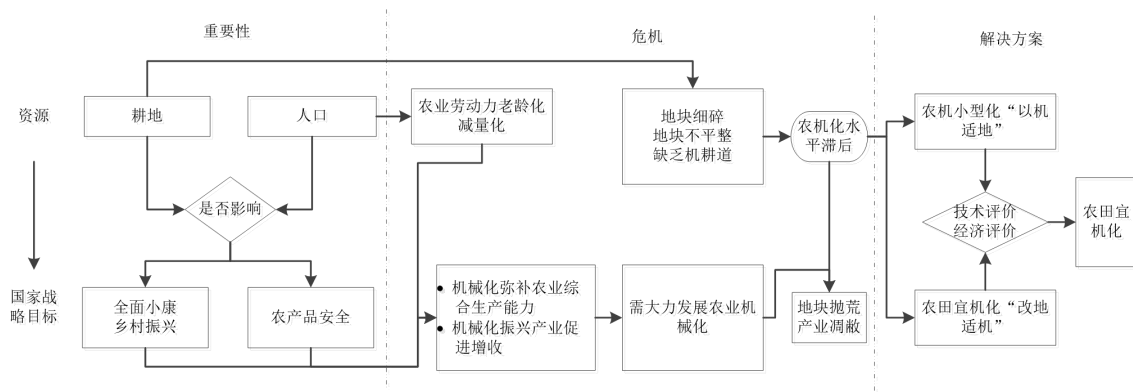 重要性
危机
解决方案
资源
耕地
人口
农业劳动力老龄化
减量化
地块细碎
地块不平整
缺乏机耕道
农机化水
平滞后
农机小型化“以机
适地”
是否影响
技术评价
经济评价
农田宜
机化
国家战
略目标
全面小康
乡村振兴
农产品安全
• 机械化弥补农业综
合生产能力
• 机械化振兴产业促
进增收
需大力发展农业机
械化
地块抛荒
产业凋敝
农田宜机化“改地
适机”